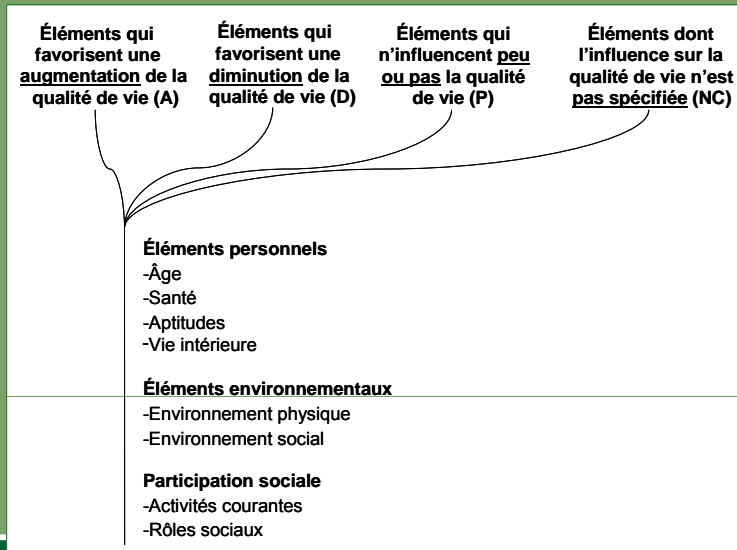 Éléments qui
favorisent une
augmentation de la
qualité de vie (A)
Éléments qui
favorisent une
diminution de la
qualité de vie (D)
Éléments qui
n'influencent peu
ou pas la qualité
de vie (P)
Éléments dont
l'influence sur la
qualité de vie n'est
pas spécifiée (NC)
Éléments personnels
-Âge
-Santé
-Aptitudes
-Vie intérieure
Éléments environnementaux
-Environnement physique
-Environnement social
Participation sociale
-Activités courantes
-Rôles sociaux